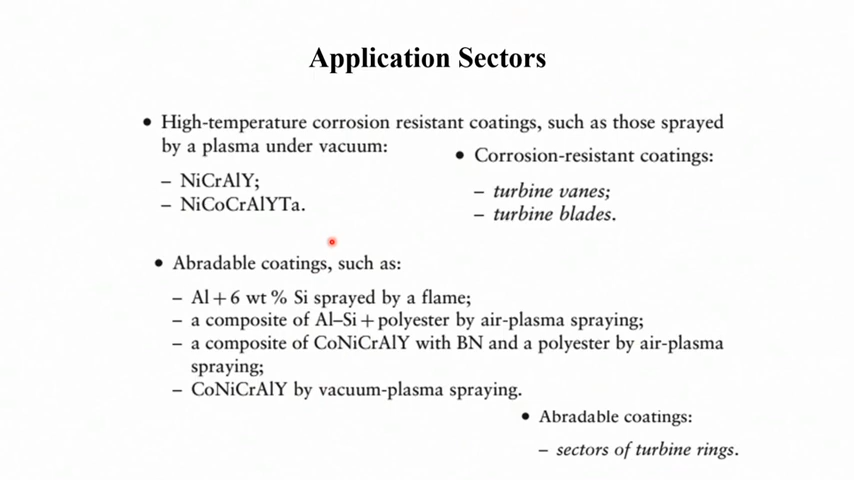 Application Sectors
• High-temperature corrosion resistant coatings, such as those sprayed
by a plasma under vacuum:
– NiCrAlY;
– NiCoCrAlYTa.
• Corrosion-resistant coatings:
– turbine vanes;
– turbine blades.
• Abradable coatings, such as:
– Al + 6 wt % Si sprayed by a flame;
– a composite of Al–Si + polyester by air-plasma spraying;
– a composite of CoNiCrAlY with BN and a polyester by air-plasma
spraying;
– CoNiCrAlY by vacuum-plasma spraying.
• Abradable coatings:
– sectors of turbine rings.